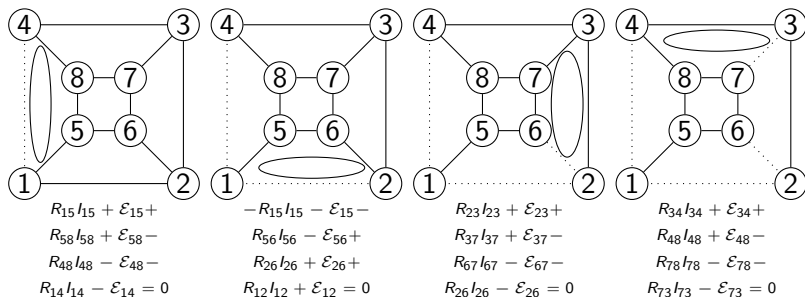 4 3 4 3 4 3 4 3
8 7 8 7 8 7 8 7
5 6 5 6 5 6 5 6
1 2 1 2 1 2 1 2
R₁₅I₁₅ + ℰ₁₅+ −R₁₅I₁₅ − ℰ₁₅− R₂₃I₂₃ + ℰ₂₃+ R₃₄I₃₄ + ℰ₃₄+
R₅₈I₅₈ + ℰ₅₈− R₅₆I₅₆ − ℰ₅₆+ R₃₇I₃₇ + ℰ₃₇− R₄₈I₄₈ + ℰ₄₈−
R₄₈I₄₈ − ℰ₄₈− R₂₆I₂₆ + ℰ₂₆+ R₆₇I₆₇ − ℰ₆₇− R₇₈I₇₈ − ℰ₇₈−
R₁₄I₁₄ − ℰ₁₄ = 0 R₁₂I₁₂ + ℰ₁₂ = 0 R₂₆I₂₆ − ℰ₂₆ = 0 R₇₃I₇₃ − ℰ₇₃ = 0